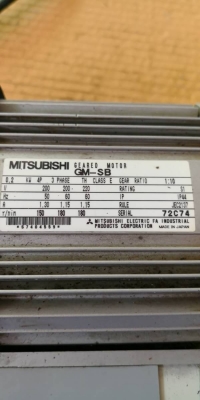 MITSUBISHI GEARED MOTOR
GM-SB
0.2 kW 4P 3 PHASE TH CLASS E GEAR RATIO 1:10
V 200 200 220 RATING S1
Hz 50 60 60 IP
A 1.30 1.15 1.15 RULE JEC2137
r/min 150 180 180 SERIAL 72C74
MITSUBISHI ELECTRIC FA INDUSTRIAL
PRODUCTS CORPORATION MADE IN JAPAN